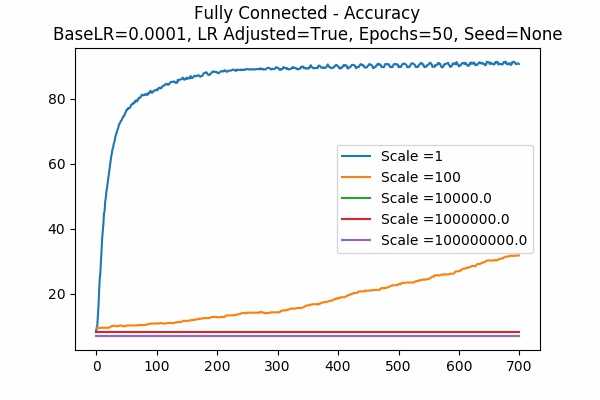 Fully Connected - Accuracy
BaseLR=0.0001, LR Adjusted=True, Epochs=50, Seed=None
80
60
40
20
Scale =1
Scale =100
Scale =10000.0
Scale =1000000.0
Scale =100000000.0
0 100 200 300 400 500 600 700